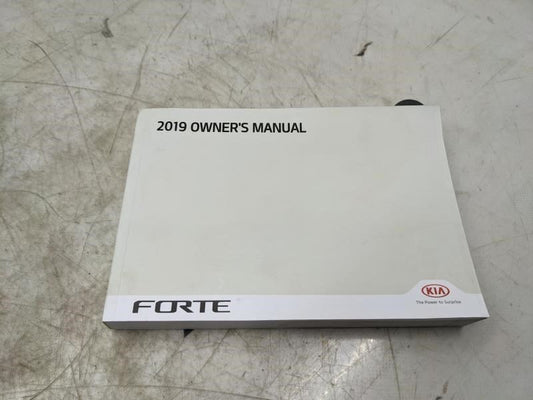 2019 OWNER'S MANUAL
FORTE
KIA
The Power to Surprise